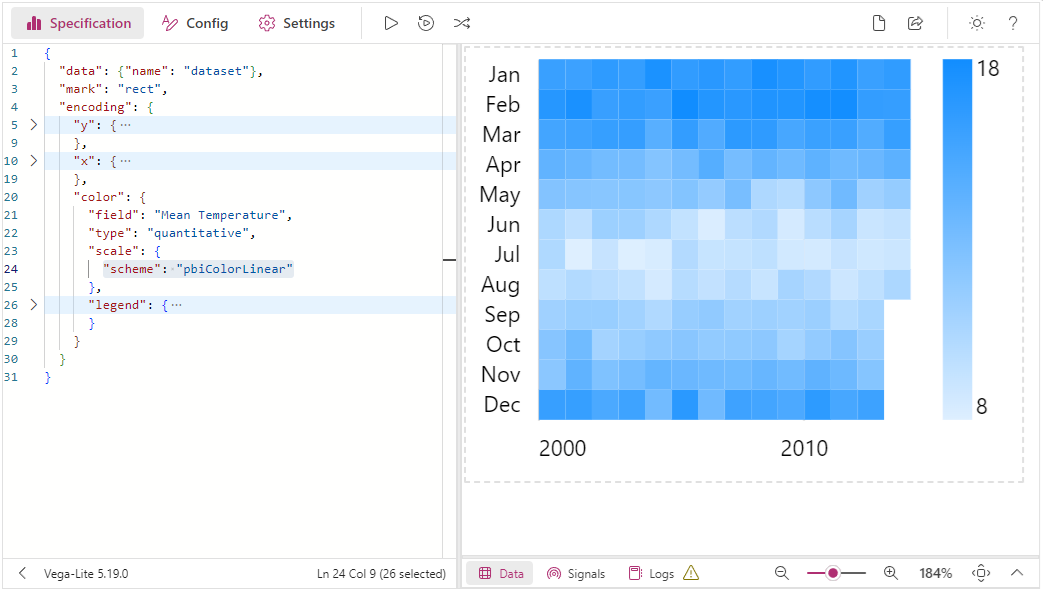 Specification Config Settings ?
1 {
2 "data": {"name": "dataset"},
3 "mark": "rect",
4 "encoding": {
5 "y": { ···
9 },
10 "x": { ···
19 },
20 "color": {
21 "field": "Mean Temperature",
22 "type": "quantitative",
23 "scale": {
24 "scheme":·"pbiColorLinear"
25 },
26 "legend": { ···
28 }
29 }
30 }
31 }
Vega-Lite 5.19.0 Ln 24 Col 9 (26 selected)
Jan
Feb
Mar
Apr
May
Jun
Jul
Aug
Sep
Oct
Nov
Dec
2000 2010
18
8
Data Signals Logs 184%